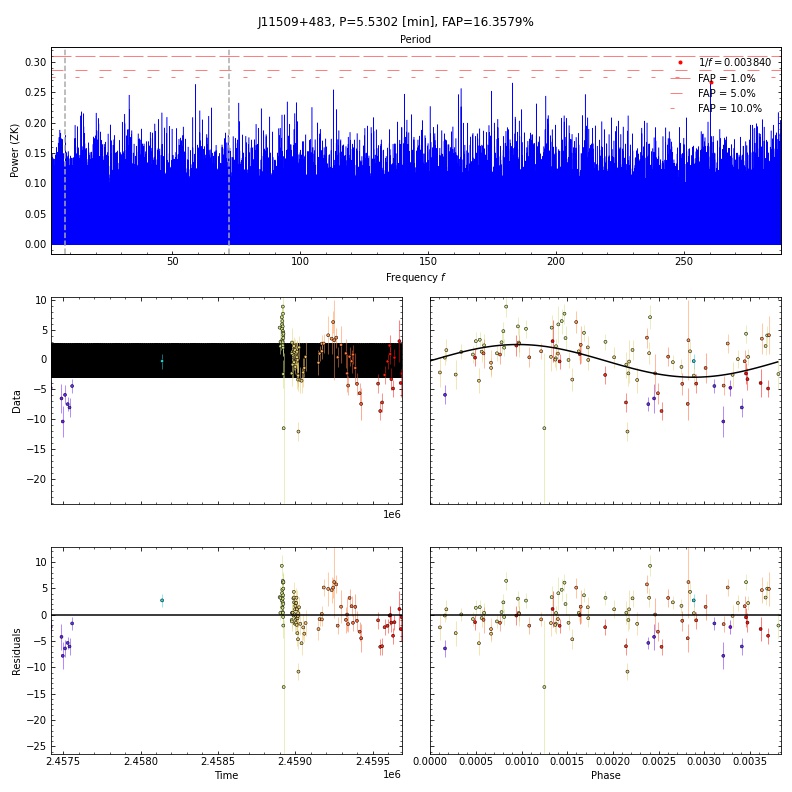 J11509+483, P=5.5302 [min], FAP=16.3579%
Period
Power (ZK)
0.30
0.25
0.20
0.15
0.10
0.05
0.00
1/f = 0.003840
FAP = 1.0%
FAP = 5.0%
FAP = 10.0%
50
100
150
200
250
Frequency f
Data
10
5
0
−5
−10
−15
−20
1e6
Residuals
10
5
0
−5
−10
−15
−20
−25
2.4575
2.4580
2.4585
2.4590
2.4595
1e6
Time
0.0000
0.0005
0.0010
0.0015
0.0020
0.0025
0.0030
0.0035
Phase